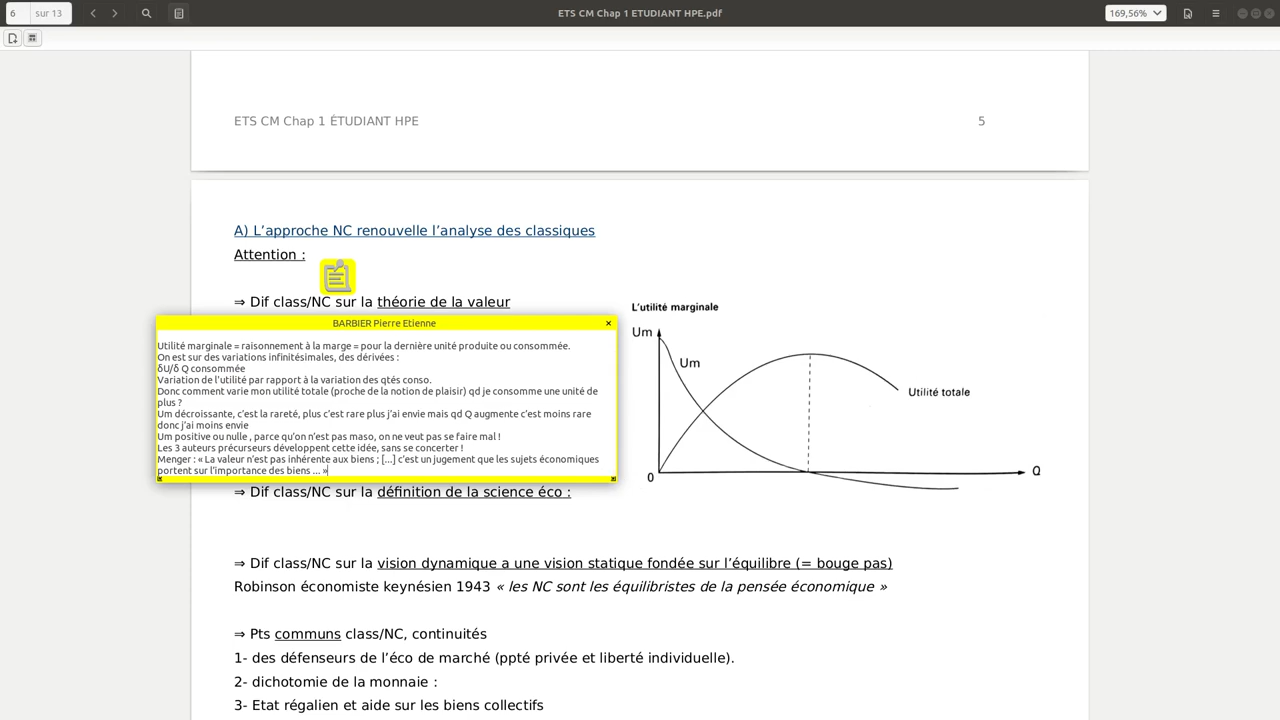 6
sur 13
ETS CM Chap 1 ETUDIANT HPE.pdf
169,56%
ETS CM Chap 1 ÉTUDIANT HPE
5
A) L’approche NC renouvelle l’analyse des classiques
Attention :
⇒ Dif class/NC sur la théorie de la valeur
BARBIER Pierre Etienne
Utilité marginale = raisonnement à la marge = pour la dernière unité produite ou consommée.
On est sur des variations infinitésimales, des dérivées :
δU/δ Q consommée
Variation de l’utilité par rapport à la variation des qtés conso.
Donc comment varie mon utilité totale (proche de la notion de plaisir) qd je consomme une unité de
plus ?
Um décroissante, c’est la rareté, plus c’est rare plus j’ai envie mais qd Q augmente c’est moins rare
donc j’ai moins envie
Um positive ou nulle , parce qu’on n’est pas maso, on ne veut pas se faire mal !
Les 3 auteurs précurseurs développent cette idée, sans se concerter !
Menger : « La valeur n’est pas inhérente aux biens ; [...] c’est un jugement que les sujets économiques
portent sur l’importance des biens ... »
L’utilité marginale
Um
Um
Utilité totale
0
Q
⇒ Dif class/NC sur la définition de la science éco :
⇒ Dif class/NC sur la vision dynamique a une vision statique fondée sur l’équilibre (= bouge pas)
Robinson économiste keynésien 1943 « les NC sont les équilibristes de la pensée économique »
⇒ Pts communs class/NC, continuités
1- des défenseurs de l’éco de marché (ppté privée et liberté individuelle).
2- dichotomie de la monnaie :
3- Etat régalien et aide sur les biens collectifs